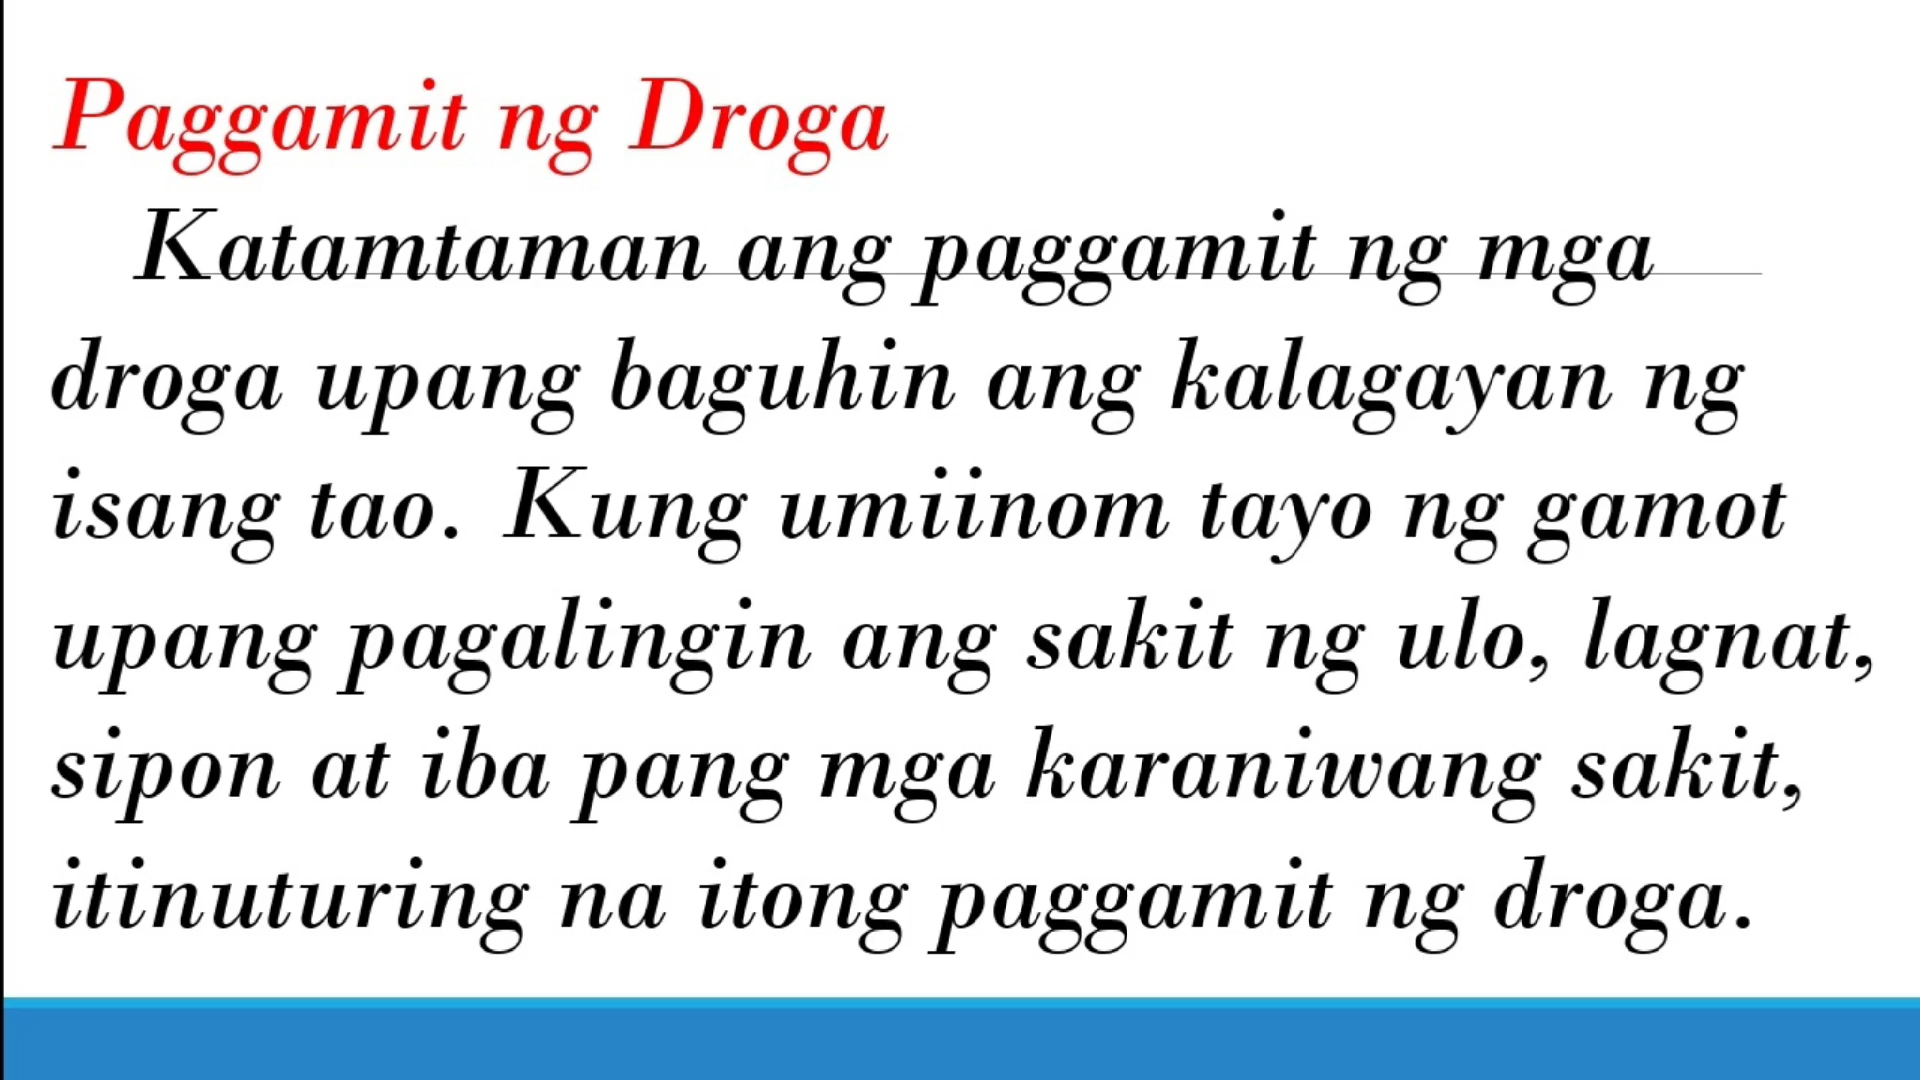 Paggamit ng Droga
Katamtaman ang paggamit ng mga
droga upang baguhin ang kalagayan ng
isang tao. Kung umiinom tayo ng gamot
upang pagalingin ang sakit ng ulo, lagnat,
sipon at iba pang mga karaniwang sakit,
itinuturing na itong paggamit ng droga.